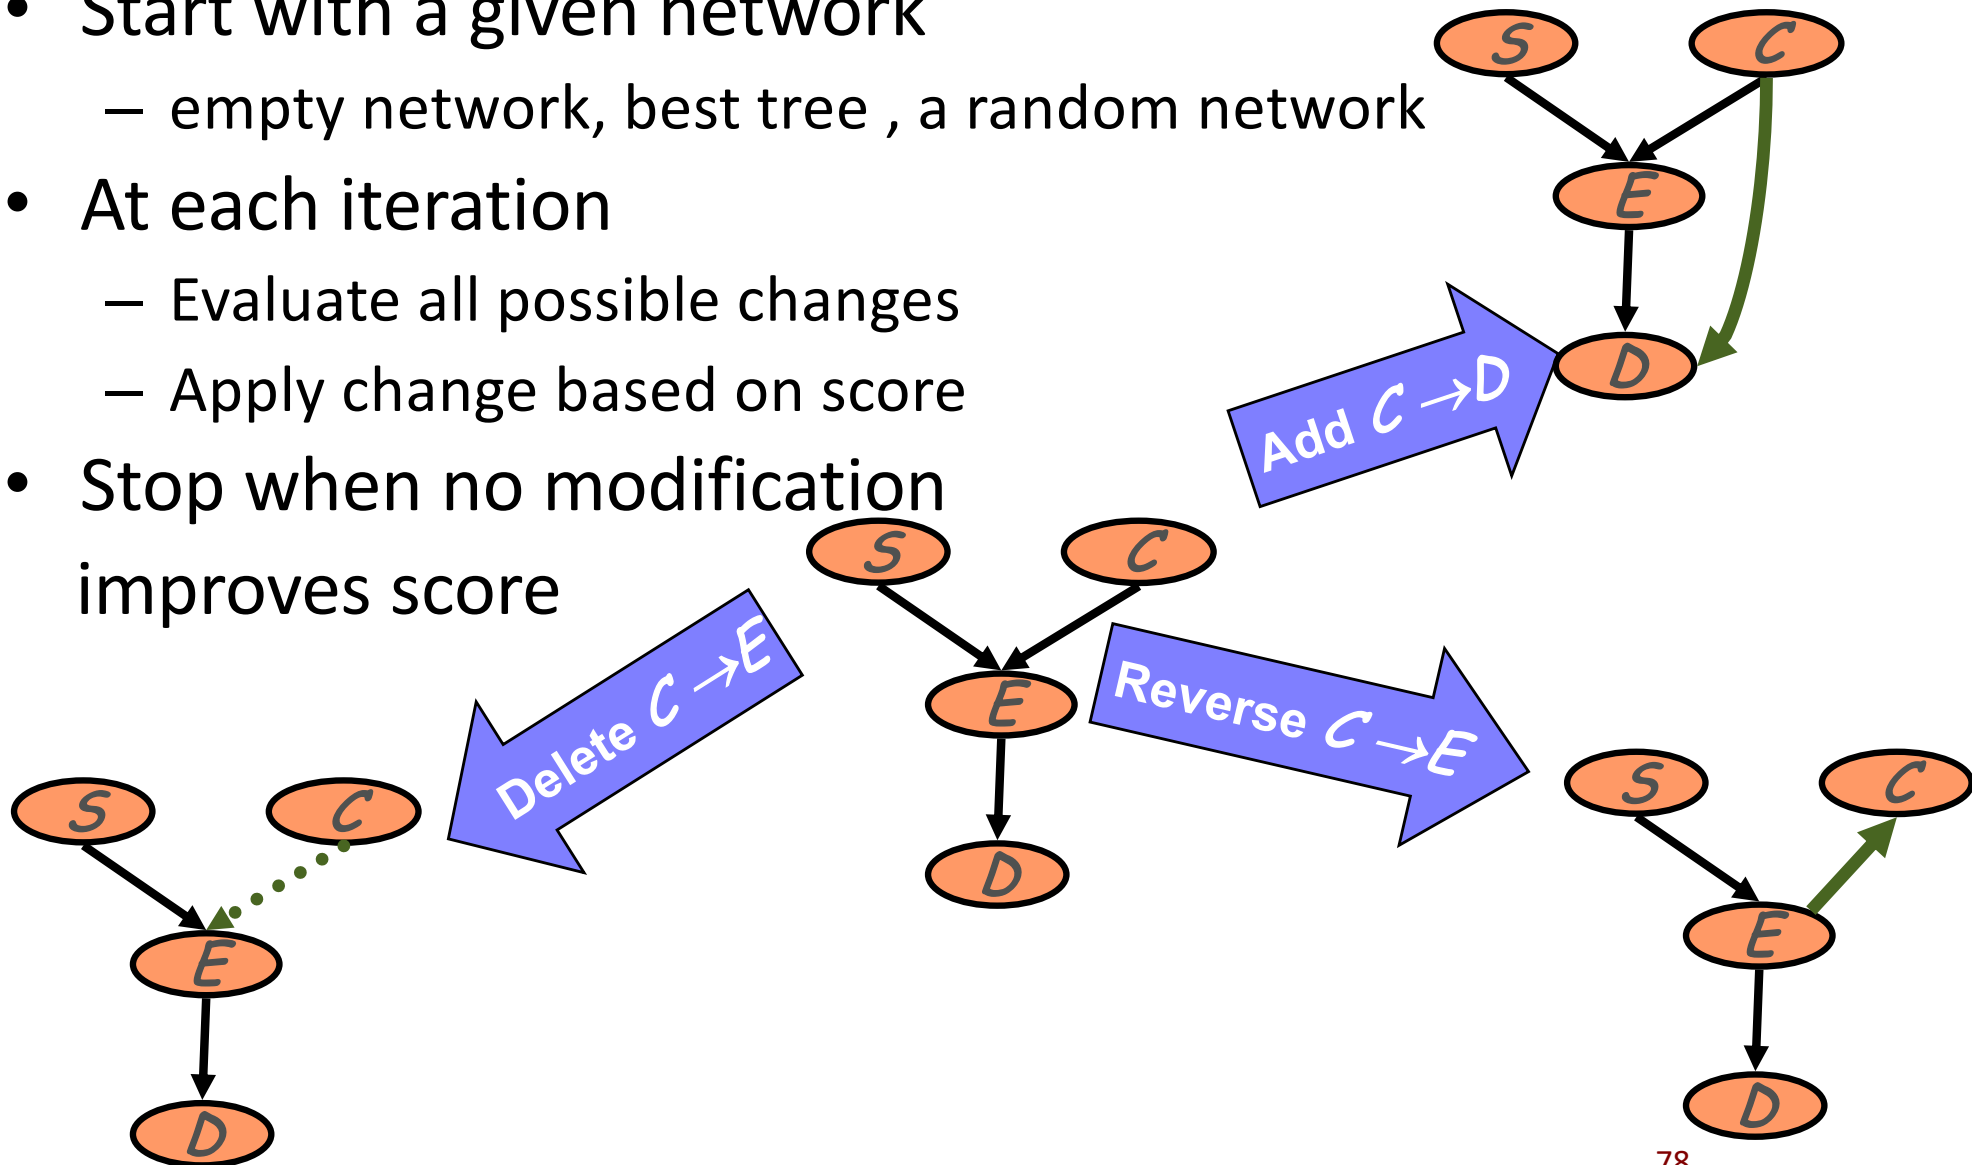 • Start with a given network
– empty network, best tree , a random network
• At each iteration
– Evaluate all possible changes
– Apply change based on score
• Stop when no modification
improves score
S C
E
D
Add C →D
S C
E
D
Delete C →E
Reverse C →E
S C
E
D
S C
E
D
78